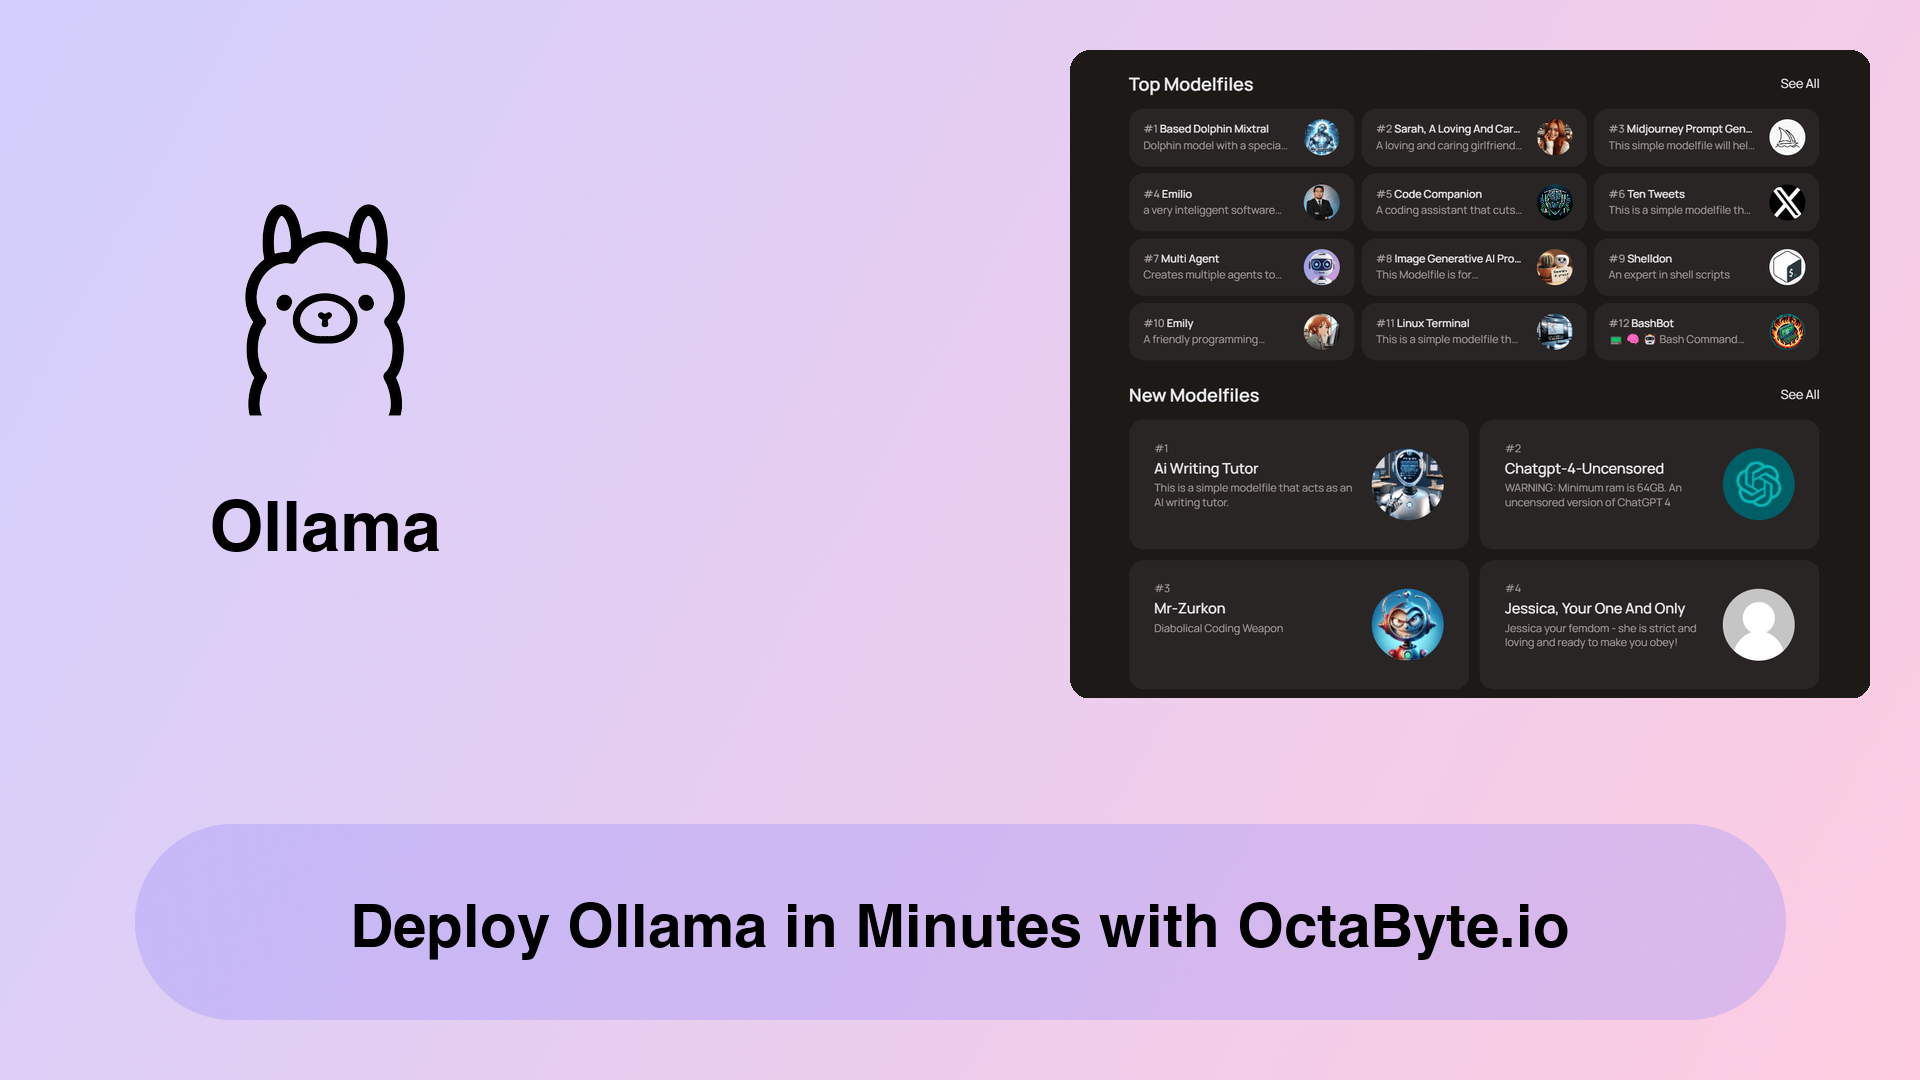 Ollama
Top Modelfiles
See All
#1 Based Dolphin Mixtral
Dolphin model with a specia...
#2 Sarah, A Loving And Car...
A loving and caring girlfriend...
#3 Midjourney Prompt Gen...
This simple modelfile will hel...
#4 Emilio
a very inteliggent software...
#5 Code Companion
A coding assistant that cuts...
#6 Ten Tweets
This is a simple modelfile th...
#7 Multi Agent
Creates multiple agents to...
#8 Image Generative AI Pro...
This Modelfile is for...
#9 Shelldon
An expert in shell scripts
#10 Emily
A friendly programming...
#11 Linux Terminal
This is a simple modelfile th...
#12 BashBot
Bash Command...
New Modelfiles
See All
#1
Ai Writing Tutor
This is a simple modelfile that acts as an
AI writing tutor.
#2
Chatgpt-4-Uncensored
WARNING: Minimum ram is 64GB. An
uncensored version of ChatGPT 4
#3
Mr-Zurkon
Diabolical Coding Weapon
#4
Jessica, Your One And Only
Jessica your femdom - she is strict and
loving and ready to make you obey!
Deploy Ollama in Minutes with OctaByte.io